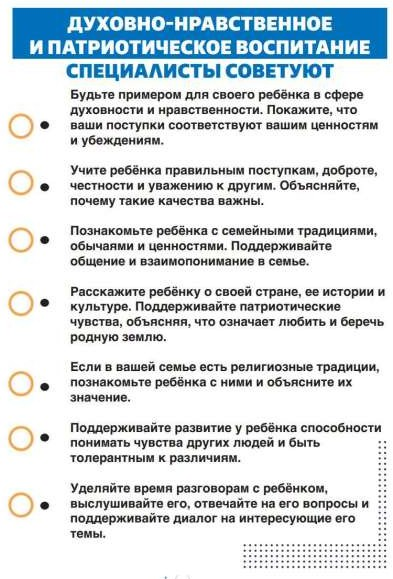 ДУХОВНО-НРАВСТВЕННОЕ
И ПАТРИОТИЧЕСКОЕ ВОСПИТАНИЕ
СПЕЦИАЛИСТЫ СОВЕТУЮТ
• Будьте примером для своего ребёнка в сфере
духовности и нравственности. Покажите, что
ваши поступки соответствуют вашим ценностям
и убеждениям.
• Учите ребёнка правильным поступкам, доброте,
честности и уважению к другим. Объясняйте,
почему такие качества важны.
• Познакомьте ребёнка с семейными традициями,
обычаями и ценностями. Поддерживайте
общение и взаимопонимание в семье.
• Расскажите ребёнку о своей стране, ее истории и
культуре. Поддерживайте патриотические
чувства, объясняя, что означает любить и беречь
родную землю.
• Если в вашей семье есть религиозные традиции,
познакомьте ребёнка с ними и объясните их
значение.
• Поддерживайте развитие у ребёнка способности
понимать чувства других людей и быть
толерантным к различиям.
• Уделяйте время разговорам с ребёнком,
выслушивайте его, отвечайте на его вопросы и
поддерживайте диалог на интересующие его
темы.